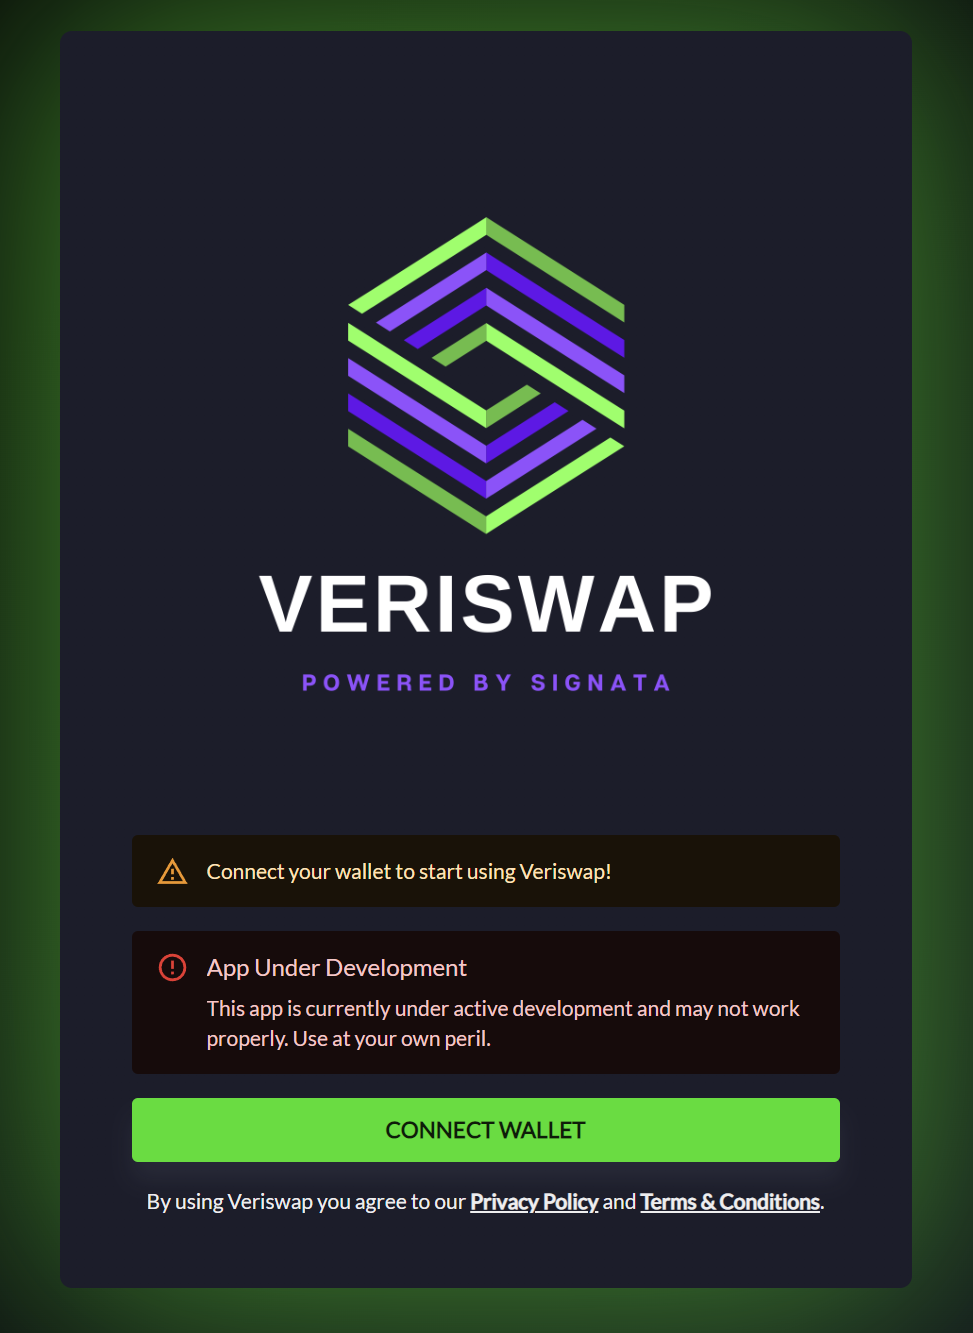 VERISWAP
POWERED BY SIGNATA
Connect your wallet to start using Veriswap!
App Under Development
This app is currently under active development and may not work
properly. Use at your own peril.
CONNECT WALLET
By using Veriswap you agree to our Privacy Policy and Terms & Conditions.